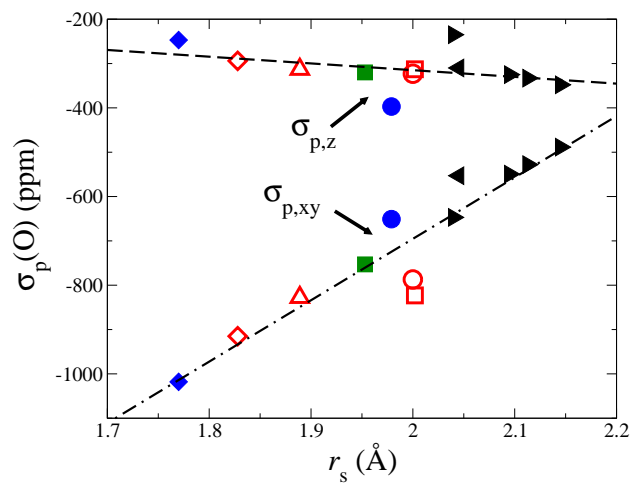 -200
-400
-600
-800
-1000
σp(O) (ppm)
σp,z
σp,xy
1.7 1.8 1.9 2 2.1 2.2
rs (Å)